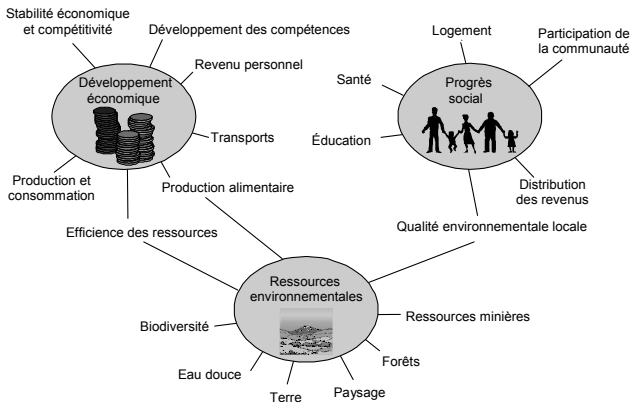 Stabilité économique
et compétitivité
Développement des compétences
Revenu personnel
Développement
économique
Transports
Production et
consommation
Production alimentaire
Efficience des ressources
Logement
Participation de
la communauté
Santé
Progrès
social
Éducation
Distribution
des revenus
Qualité environnementale locale
Ressources
environnementales
Biodiversité
Ressources minières
Eau douce
Forêts
Terre
Paysage